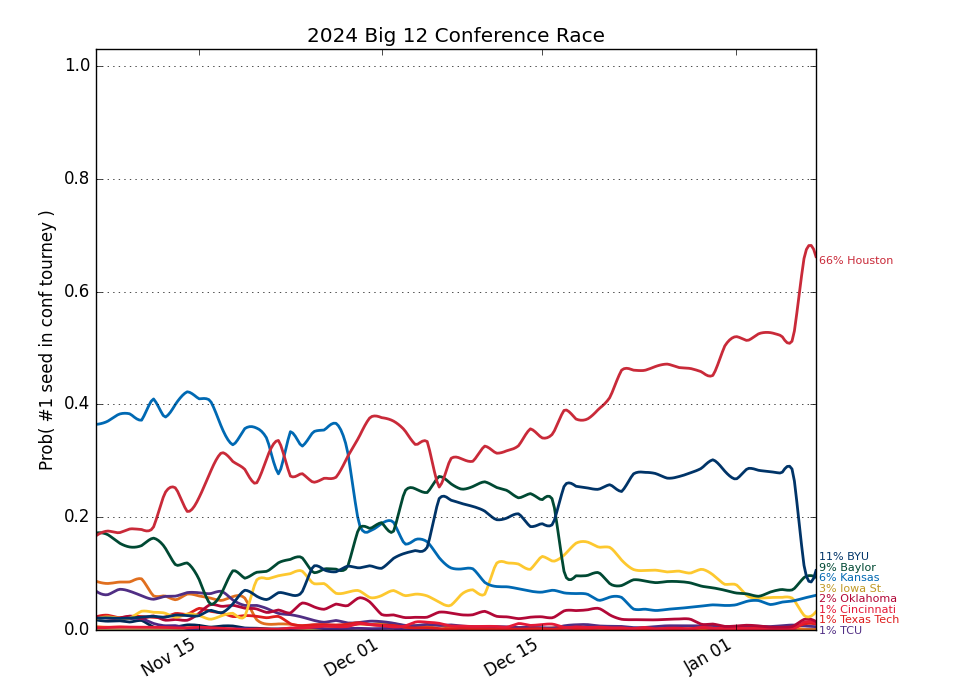 2024 Big 12 Conference Race
Prob( #1 seed in conf tourney )
1.0
0.8
0.6
0.4
0.2
0.0
Nov 15
Dec 01
Dec 15
Jan 01
66% Houston
11% BYU
9% Baylor
6% Kansas
3% Iowa St.
2% Oklahoma
1% Cincinnati
1% Texas Tech
1% TCU